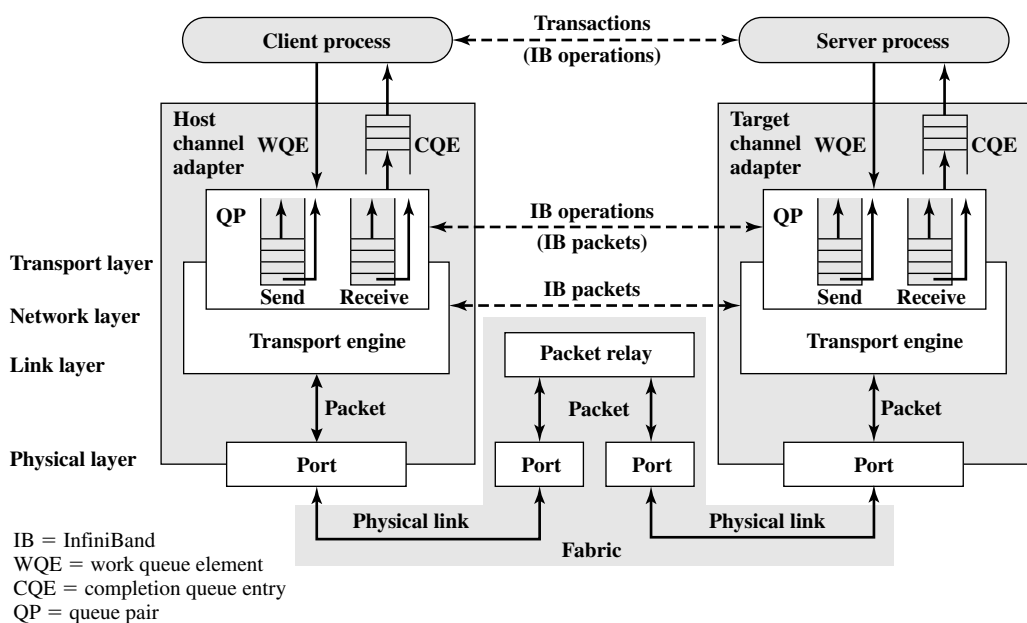 Client process
Transactions
(IB operations)
Server process
Host
channel
adapter
WQE
CQE
Target
channel
adapter
WQE
CQE
QP
IB operations
(IB packets)
QP
Transport layer
Send
Receive
IB packets
Send
Receive
Network layer
Transport engine
Packet relay
Transport engine
Link layer
Packet
Packet
Packet
Physical layer
Port
Port
Port
Port
Physical link
Physical link
Fabric
IB = InfiniBand
WQE = work queue element
CQE = completion queue entry
QP = queue pair